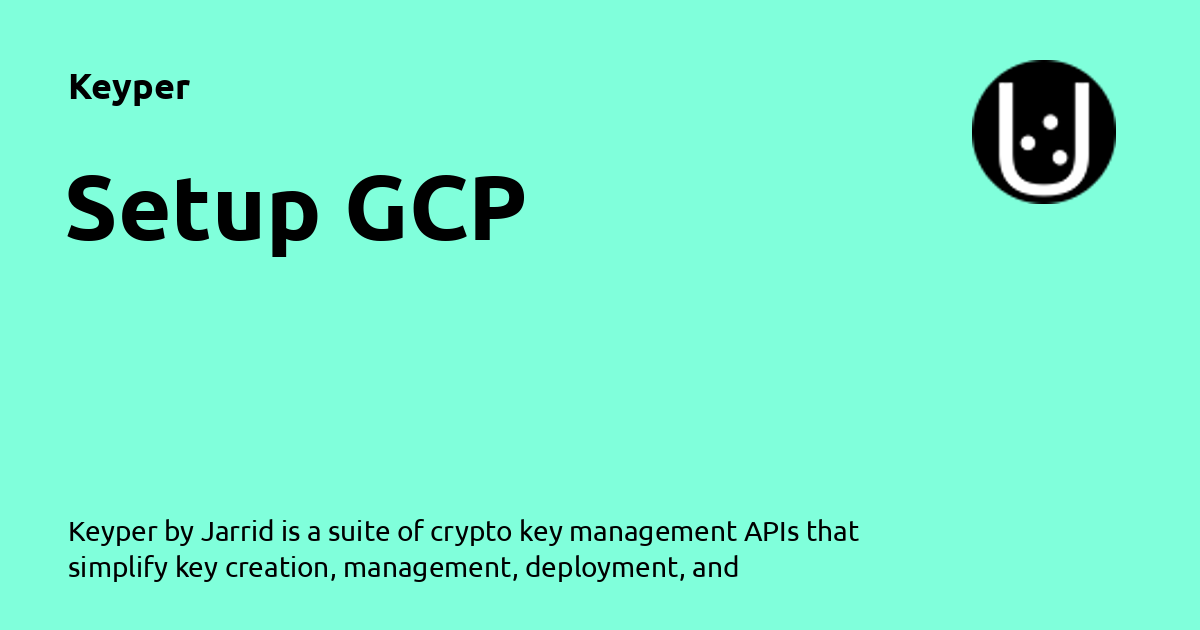 Keyper
Setup GCP
Keyper by Jarrid is a suite of crypto key management APIs that
simplify key creation, management, deployment, and